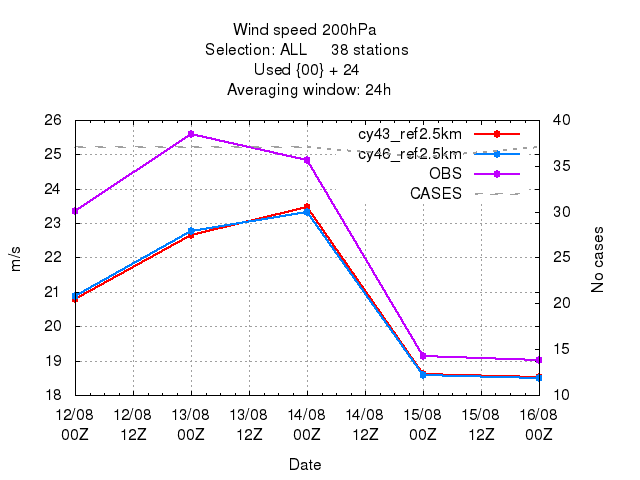 Wind speed 200hPa
Selection: ALL 38 stations
Used {00} + 24
Averaging window: 24h
cy43_ref2.5km
cy46_ref2.5km
OBS
CASES
26
25
24
23
22
21
20
19
18
m/s
40
35
30
25
20
15
10
No cases
12/08 12/08 13/08 13/08 14/08 14/08 15/08 15/08 16/08
00Z 12Z 00Z 12Z 00Z 12Z 00Z 12Z 00Z
Date